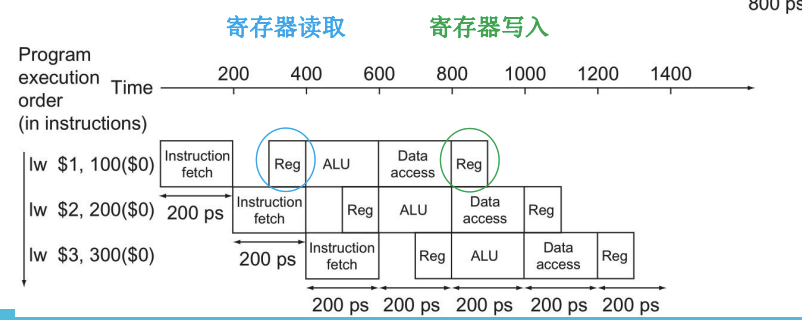 800 ps
寄存器读取 寄存器写入
Program
execution
order
(in instructions)
Time
200 400 600 800 1000 1200 1400
lw $1, 100($0) Instruction fetch Reg ALU Data access Reg
200 ps
lw $2, 200($0) Instruction fetch Reg ALU Data access Reg
200 ps
lw $3, 300($0) Instruction fetch Reg ALU Data access Reg
200 ps 200 ps 200 ps 200 ps 200 ps